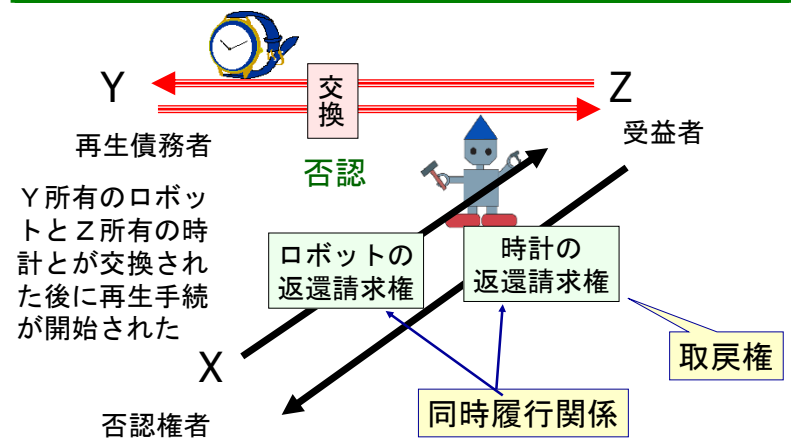 Y
交
換
Z
再生債務者
受益者
否認
Y所有のロボッ
トとZ所有の時
計とが交換され
た後に再生手続
が開始された
ロボットの
返還請求権
時計の
返還請求権
取戻権
X
同時履行関係
否認権者